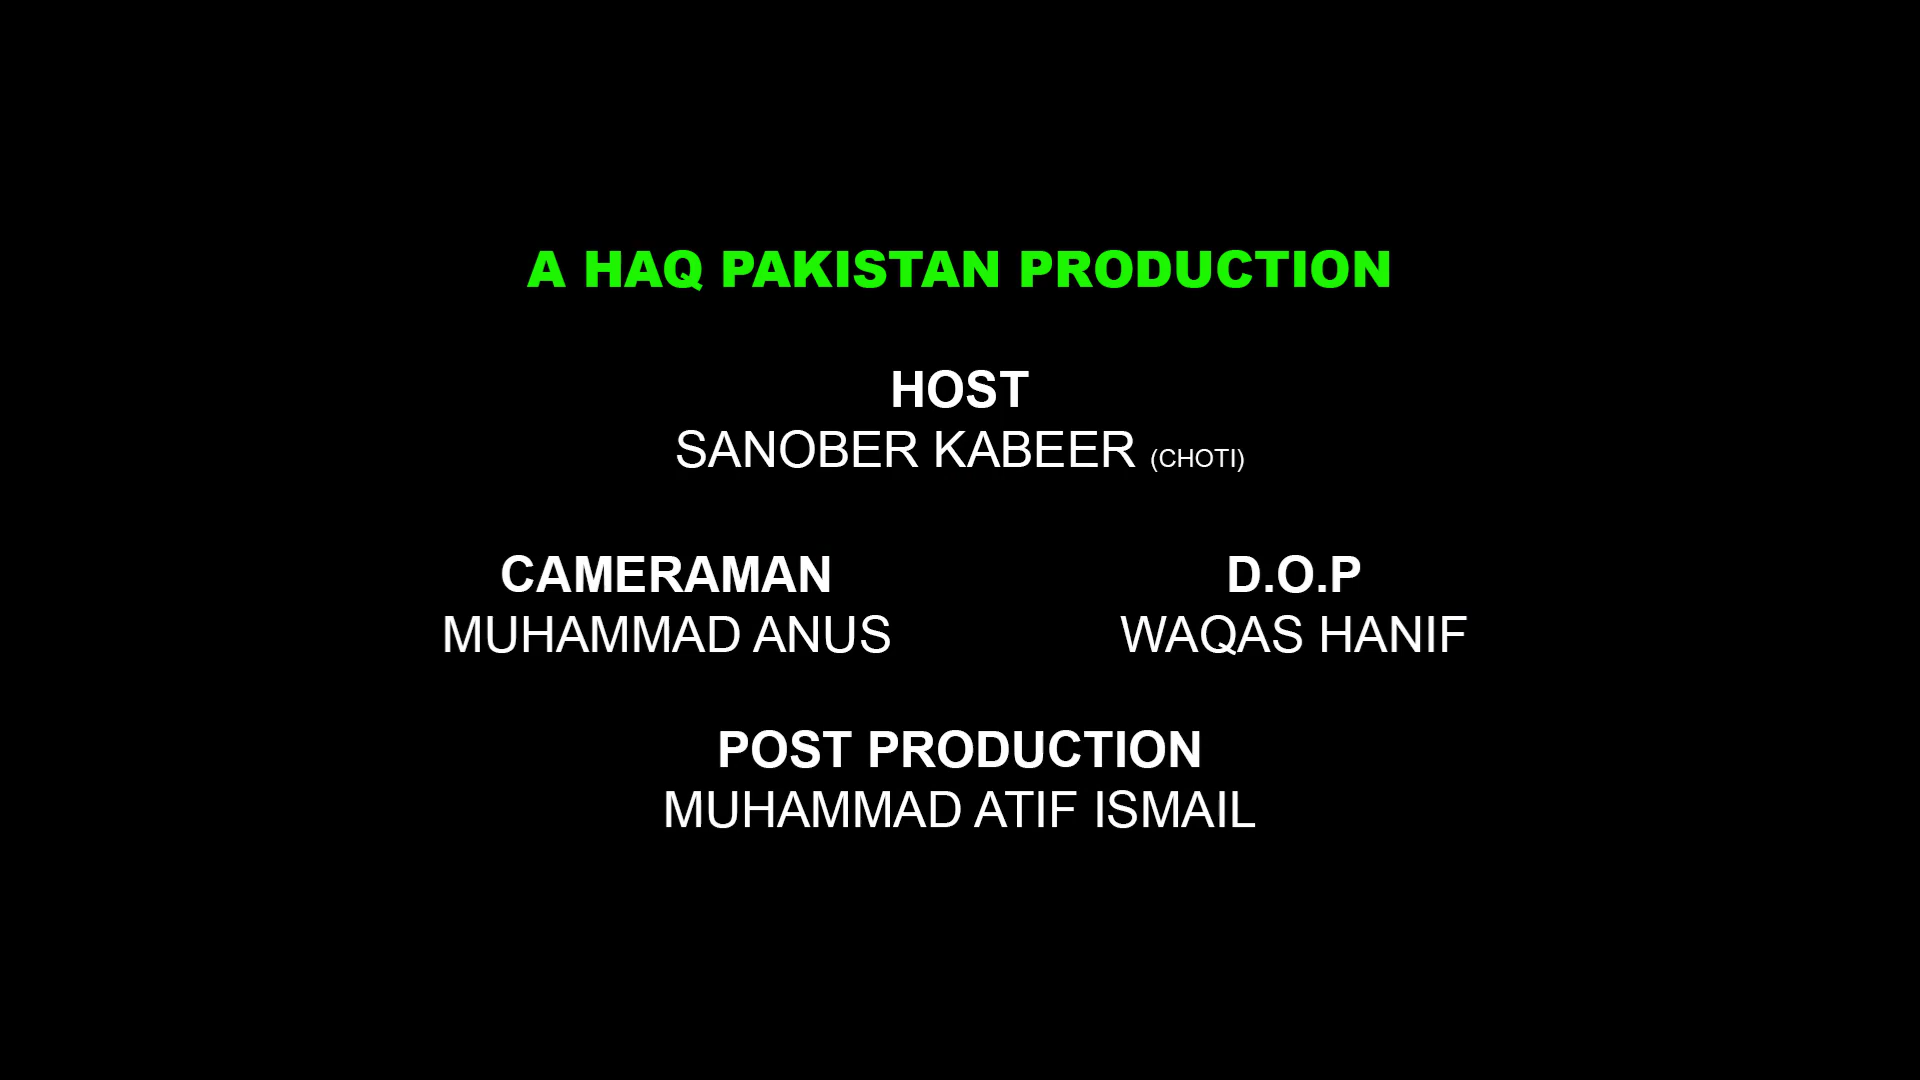 A HAQ PAKISTAN PRODUCTION
HOST
SANOBER KABEER (CHOTI)
CAMERAMAN
MUHAMMAD ANUS
D.O.P
WAQAS HANIF
POST PRODUCTION
MUHAMMAD ATIF ISMAIL